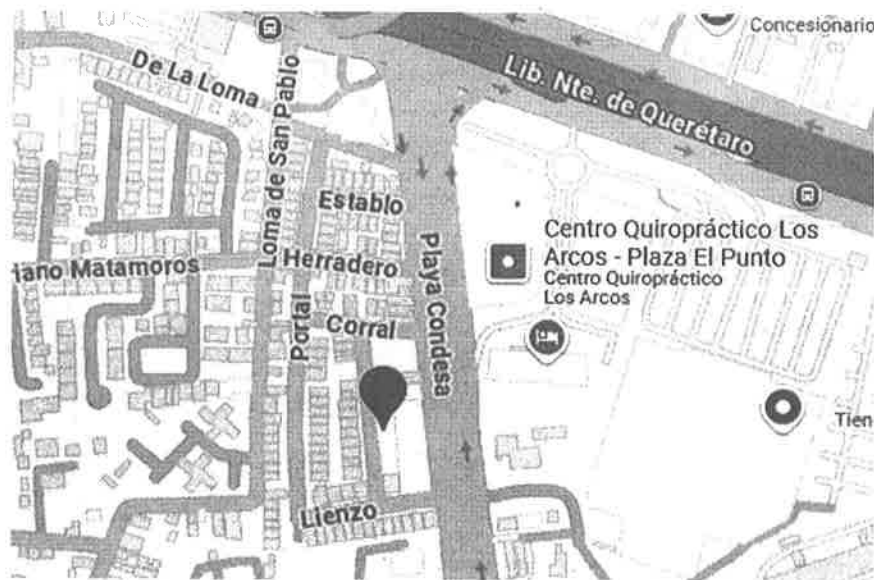 Concesionario
De La Loma
Lib. Nte. de Querétaro
Loma de San Pablo
Establo
Centro Quiropráctico Los
Arcos - Plaza El Punto
Centro Quiropráctico
Los Arcos
iano Matamoros
Herradero
Playa Condesa
Portal
Corral
Tien
Lienzo